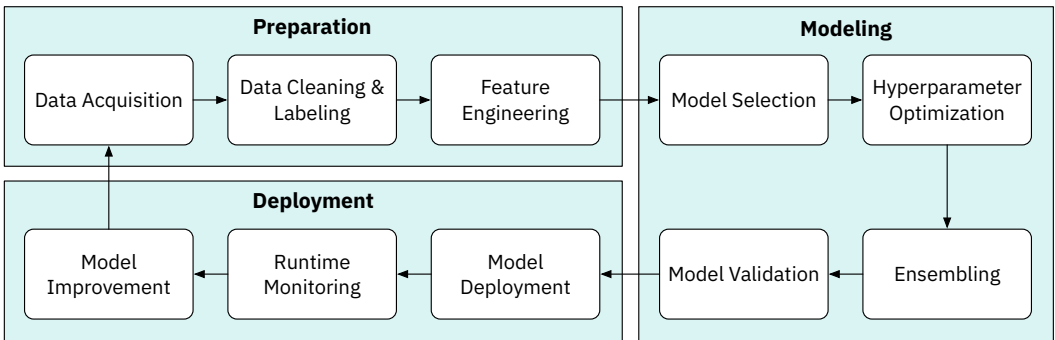 Preparation
Data Acquisition
Data Cleaning &
Labeling
Feature
Engineering
Modeling
Model Selection
Hyperparameter
Optimization
Ensembling
Model Validation
Deployment
Model
Deployment
Runtime
Monitoring
Model
Improvement